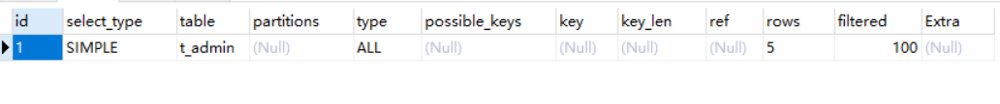 id select_type table partitions type possible_keys key key_len ref rows filtered Extra
1 SIMPLE t_admin (Null) ALL (Null) (Null) (Null) (Null) 5 100 (Null)